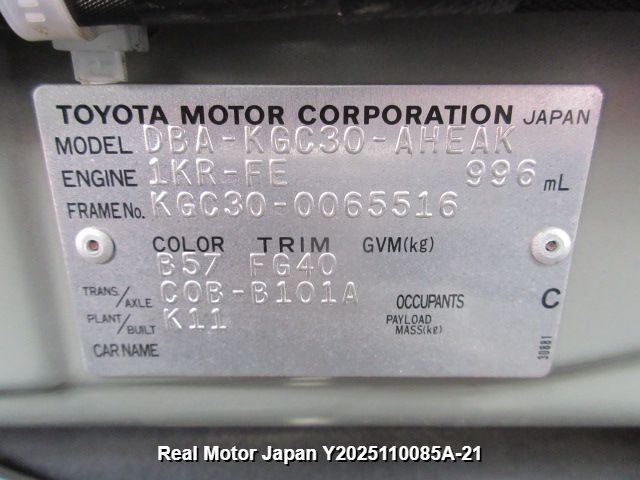 TOYOTA MOTOR CORPORATION JAPAN
MODEL DBA-KGC30-AHEAK
ENGINE 1KR-FE 996 mL
FRAME No. KGC30-0065516
COLOR TRIM GVM(kg)
B57 FG40
TRANS/AXLE C0B-B101A OCCUPANTS C
PLANT/BUILT K11 PAYLOAD MASS(kg)
CAR NAME
30881
Real Motor Japan Y2025110085A-21